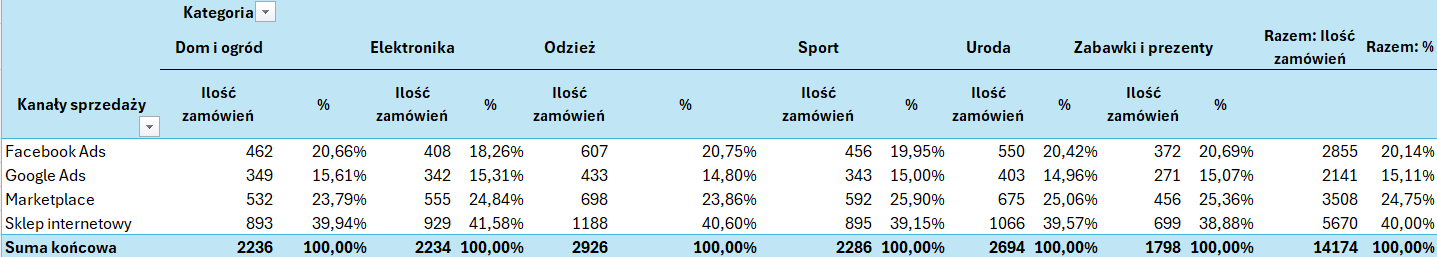 Kategoria
Dom i ogród Elektronika Odzież Sport Uroda Zabawki i prezenty Razem: Ilość zamówień Razem: %
Kanały sprzedaży Ilość zamówień % Ilość zamówień % Ilość zamówień % Ilość zamówień % Ilość zamówień % Ilość zamówień %
Facebook Ads 462 20,66% 408 18,26% 607 20,75% 456 19,95% 550 20,42% 372 20,69% 2855 20,14%
Google Ads 349 15,61% 342 15,31% 433 14,80% 343 15,00% 403 14,96% 271 15,07% 2141 15,11%
Marketplace 532 23,79% 555 24,84% 698 23,86% 592 25,90% 675 25,06% 456 25,36% 3508 24,75%
Sklep internetowy 893 39,94% 929 41,58% 1188 40,60% 895 39,15% 1066 39,57% 699 38,88% 5670 40,00%
Suma końcowa 2236 100,00% 2234 100,00% 2926 100,00% 2286 100,00% 2694 100,00% 1798 100,00% 14174 100,00%